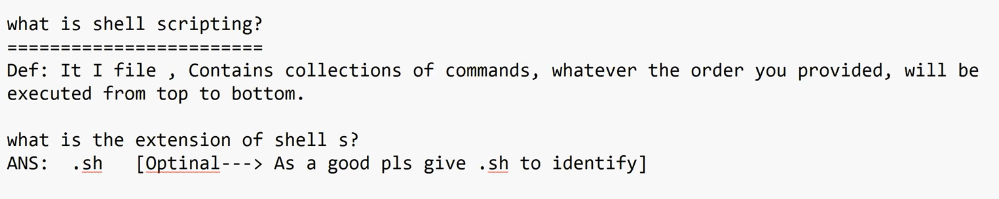 what is shell scripting?
========================
Def: It I file , Contains collections of commands, whatever the order you provided, will be
executed from top to bottom.
what is the extension of shell s?
ANS:  .sh   [Optinal---> As a good pls give .sh to identify]